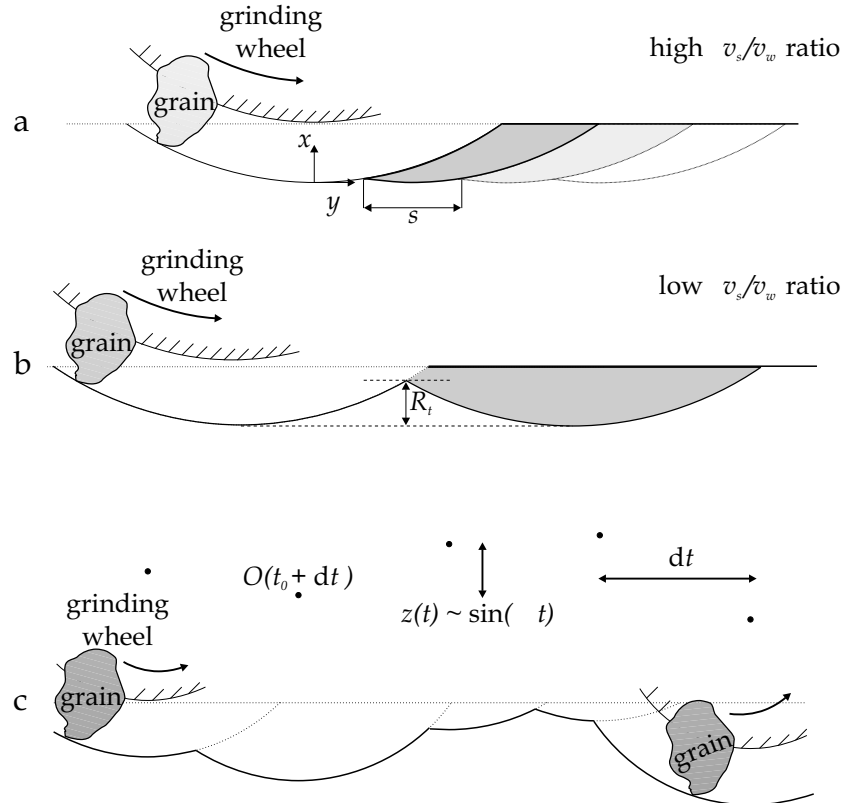 grinding
wheel
high v_s/v_w ratio
grain
a
x
y
s
grinding
wheel
low v_s/v_w ratio
grain
b
R_t
dt
O(t_0 + dt )
z(t) ~ sin( t)
grinding
wheel
c
grain
grain